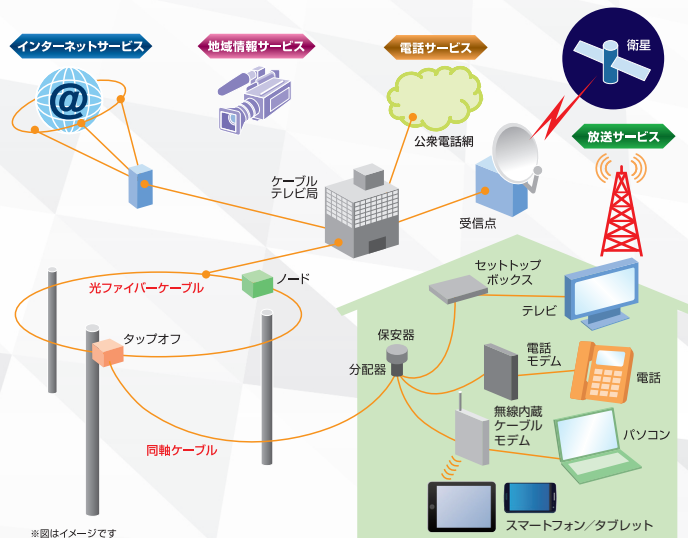 インターネットサービス
地域情報サービス
電話サービス
衛星
放送サービス
@
公衆電話網
ケーブル
テレビ局
受信点
光ファイバーケーブル
ノード
タップオフ
同軸ケーブル
セットトップ
ボックス
テレビ
保安器
分配器
電話
モデム
電話
無線内蔵
ケーブル
モデム
パソコン
スマートフォン/タブレット
※図はイメージです